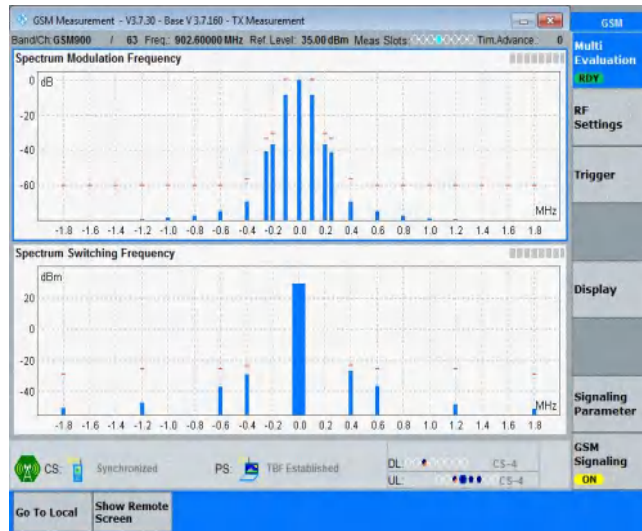 GSM Measurement - V3.7.30 - Base V 3.7.160 - TX Measurement
GSM
Band/Ch: GSM900 / 63 Freq.: 902.60000 MHz Ref. Level: 35.00 dBm Meas Slots: Tim.Advance: 0
Multi
Evaluation
RDY
Spectrum Modulation Frequency
dB
0
-20
-40
-60
MHz
-1.8 -1.6 -1.4 -1.2 -1.0 -0.8 -0.6 -0.4 -0.2 0.0 0.2 0.4 0.6 0.8 1.0 1.2 1.4 1.6 1.8
RF
Settings
Trigger
Spectrum Switching Frequency
dBm
20
0
-20
-40
MHz
-1.8 -1.6 -1.4 -1.2 -1.0 -0.8 -0.6 -0.4 -0.2 0.0 0.2 0.4 0.6 0.8 1.0 1.2 1.4 1.6 1.8
Display
Signaling
Parameter
CS: Synchronized PS: TBF Established DL: CS-4
UL: CS-4
GSM
Signaling
ON
Go To Local
Show Remote
Screen